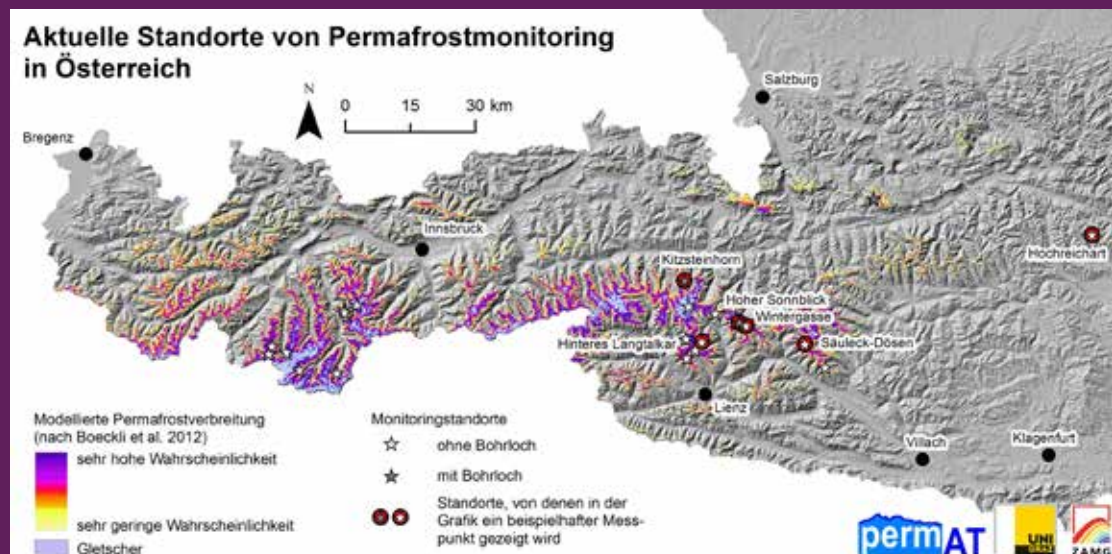 Aktuelle Standorte von Permafrostmonitoring
in Österreich
N
0 15 30 km
Salzburg
Bregenz
Innsbruck
Hochreichart
Kitzsteinhorn
Hoher Sonnblick
Wintergasse
Hinteres Langtalkar
Säuleck-Dösen
Lienz
Villach
Klagenfurt
Modellierte Permafrostverbreitung
(nach Boeckli et al. 2012)
sehr hohe Wahrscheinlichkeit
sehr geringe Wahrscheinlichkeit
Gletscher
Monitoringstandorte
ohne Bohrloch
mit Bohrloch
Standorte, von denen in der
Grafik ein beispielhafter Mess-
punkt gezeigt wird
permAT
UNI
ZAMG